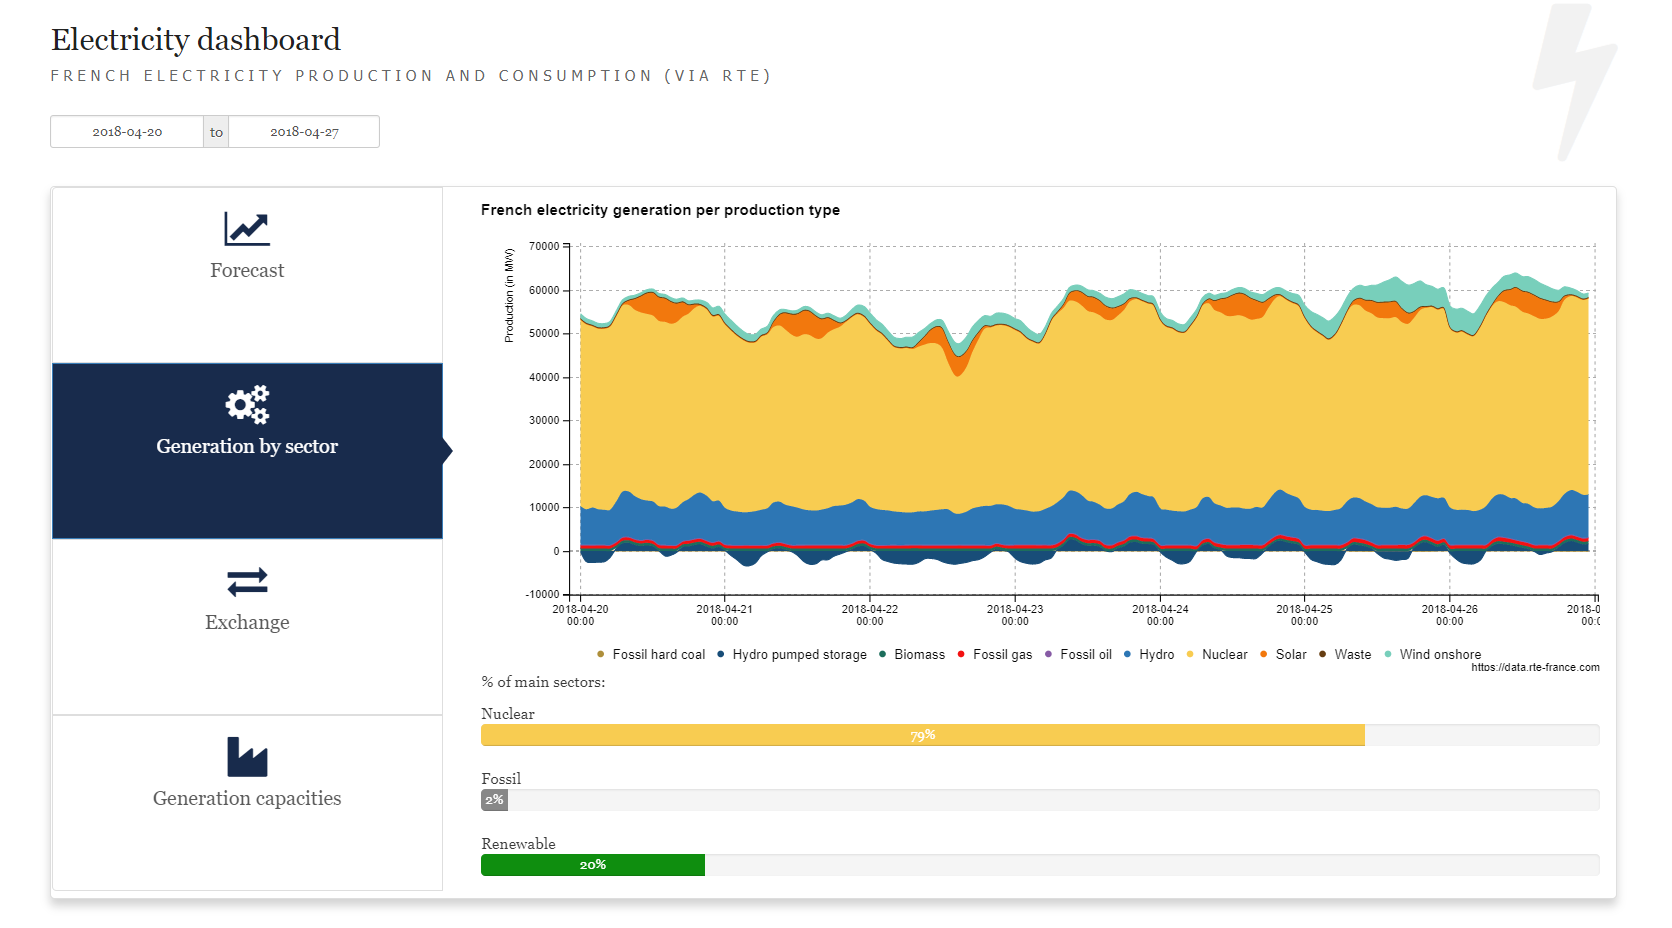 Electricity dashboard
FRENCH ELECTRICITY PRODUCTION AND CONSUMPTION (VIA RTE)
2018-04-20 to 2018-04-27
Forecast
Generation by sector
Exchange
Generation capacities
French electricity generation per production type
Production (in MW)
70000
60000
50000
40000
30000
20000
10000
0
-10000
2018-04-20 2018-04-21 2018-04-22 2018-04-23 2018-04-24 2018-04-25 2018-04-26 2018-0
00:00 00:00 00:00 00:00 00:00 00:00 00:00 00:(
Fossil hard coal Hydro pumped storage Biomass Fossil gas Fossil oil Hydro Nuclear Solar Waste Wind onshore
https://data.rte-france.com
% of main sectors:
Nuclear
79%
Fossil
2%
Renewable
20%